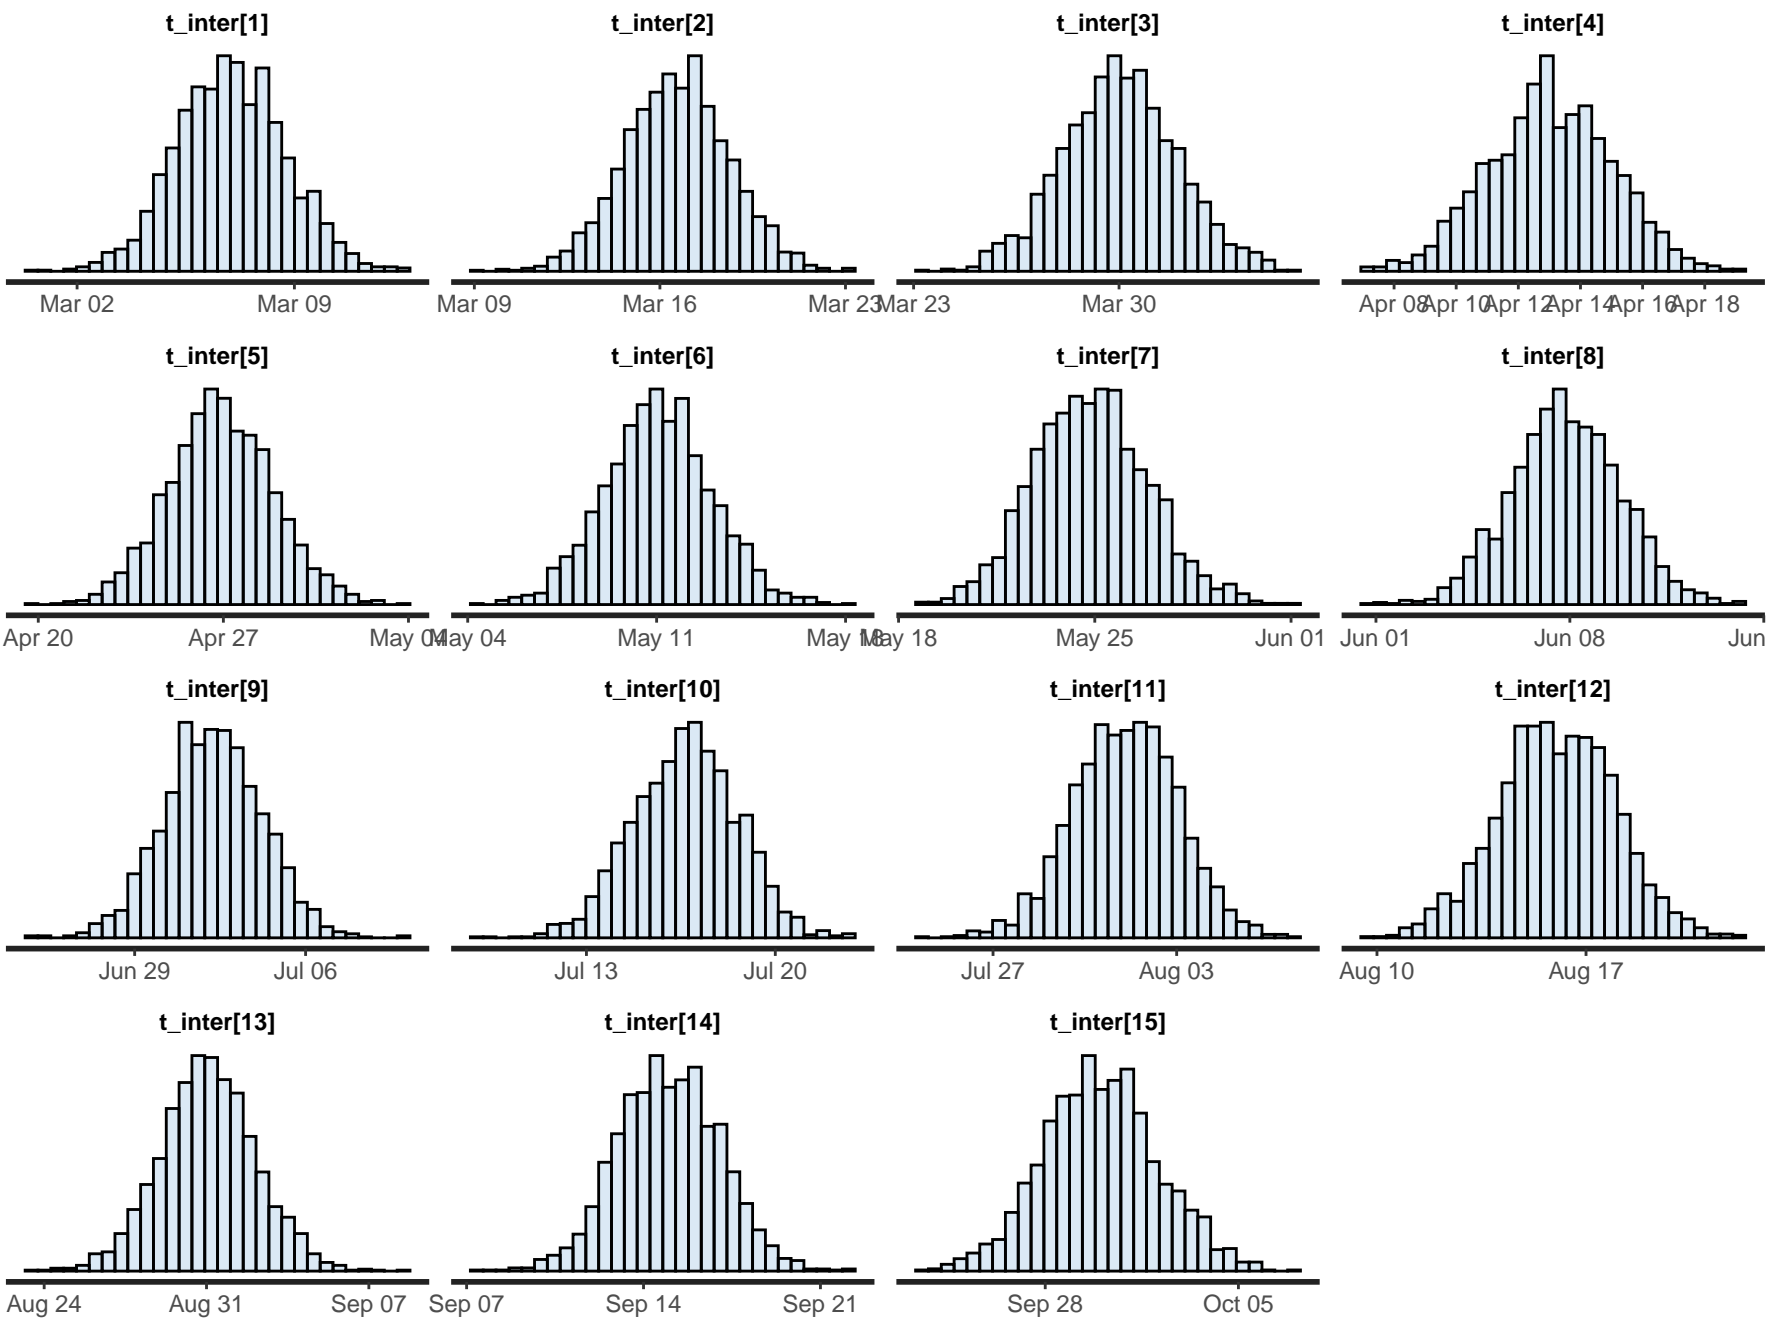 t_inter[1] t_inter[2] t_inter[3] t_inter[4]
Mar 02 Mar 09 Mar 09 Mar 16 Mar 23 Mar 23 Mar 30 Apr 08 Apr 10 Apr 12 Apr 14 Apr 16 Apr 18
t_inter[5] t_inter[6] t_inter[7] t_inter[8]
Apr 20 Apr 27 May 04 May 04 May 11 May 18 May 18 May 25 Jun 01 Jun 01 Jun 08 Jun
t_inter[9] t_inter[10] t_inter[11] t_inter[12]
Jun 29 Jul 06 Jul 13 Jul 20 Jul 27 Aug 03 Aug 10 Aug 17
t_inter[13] t_inter[14] t_inter[15]
Aug 24 Aug 31 Sep 07 Sep 07 Sep 14 Sep 21 Sep 28 Oct 05